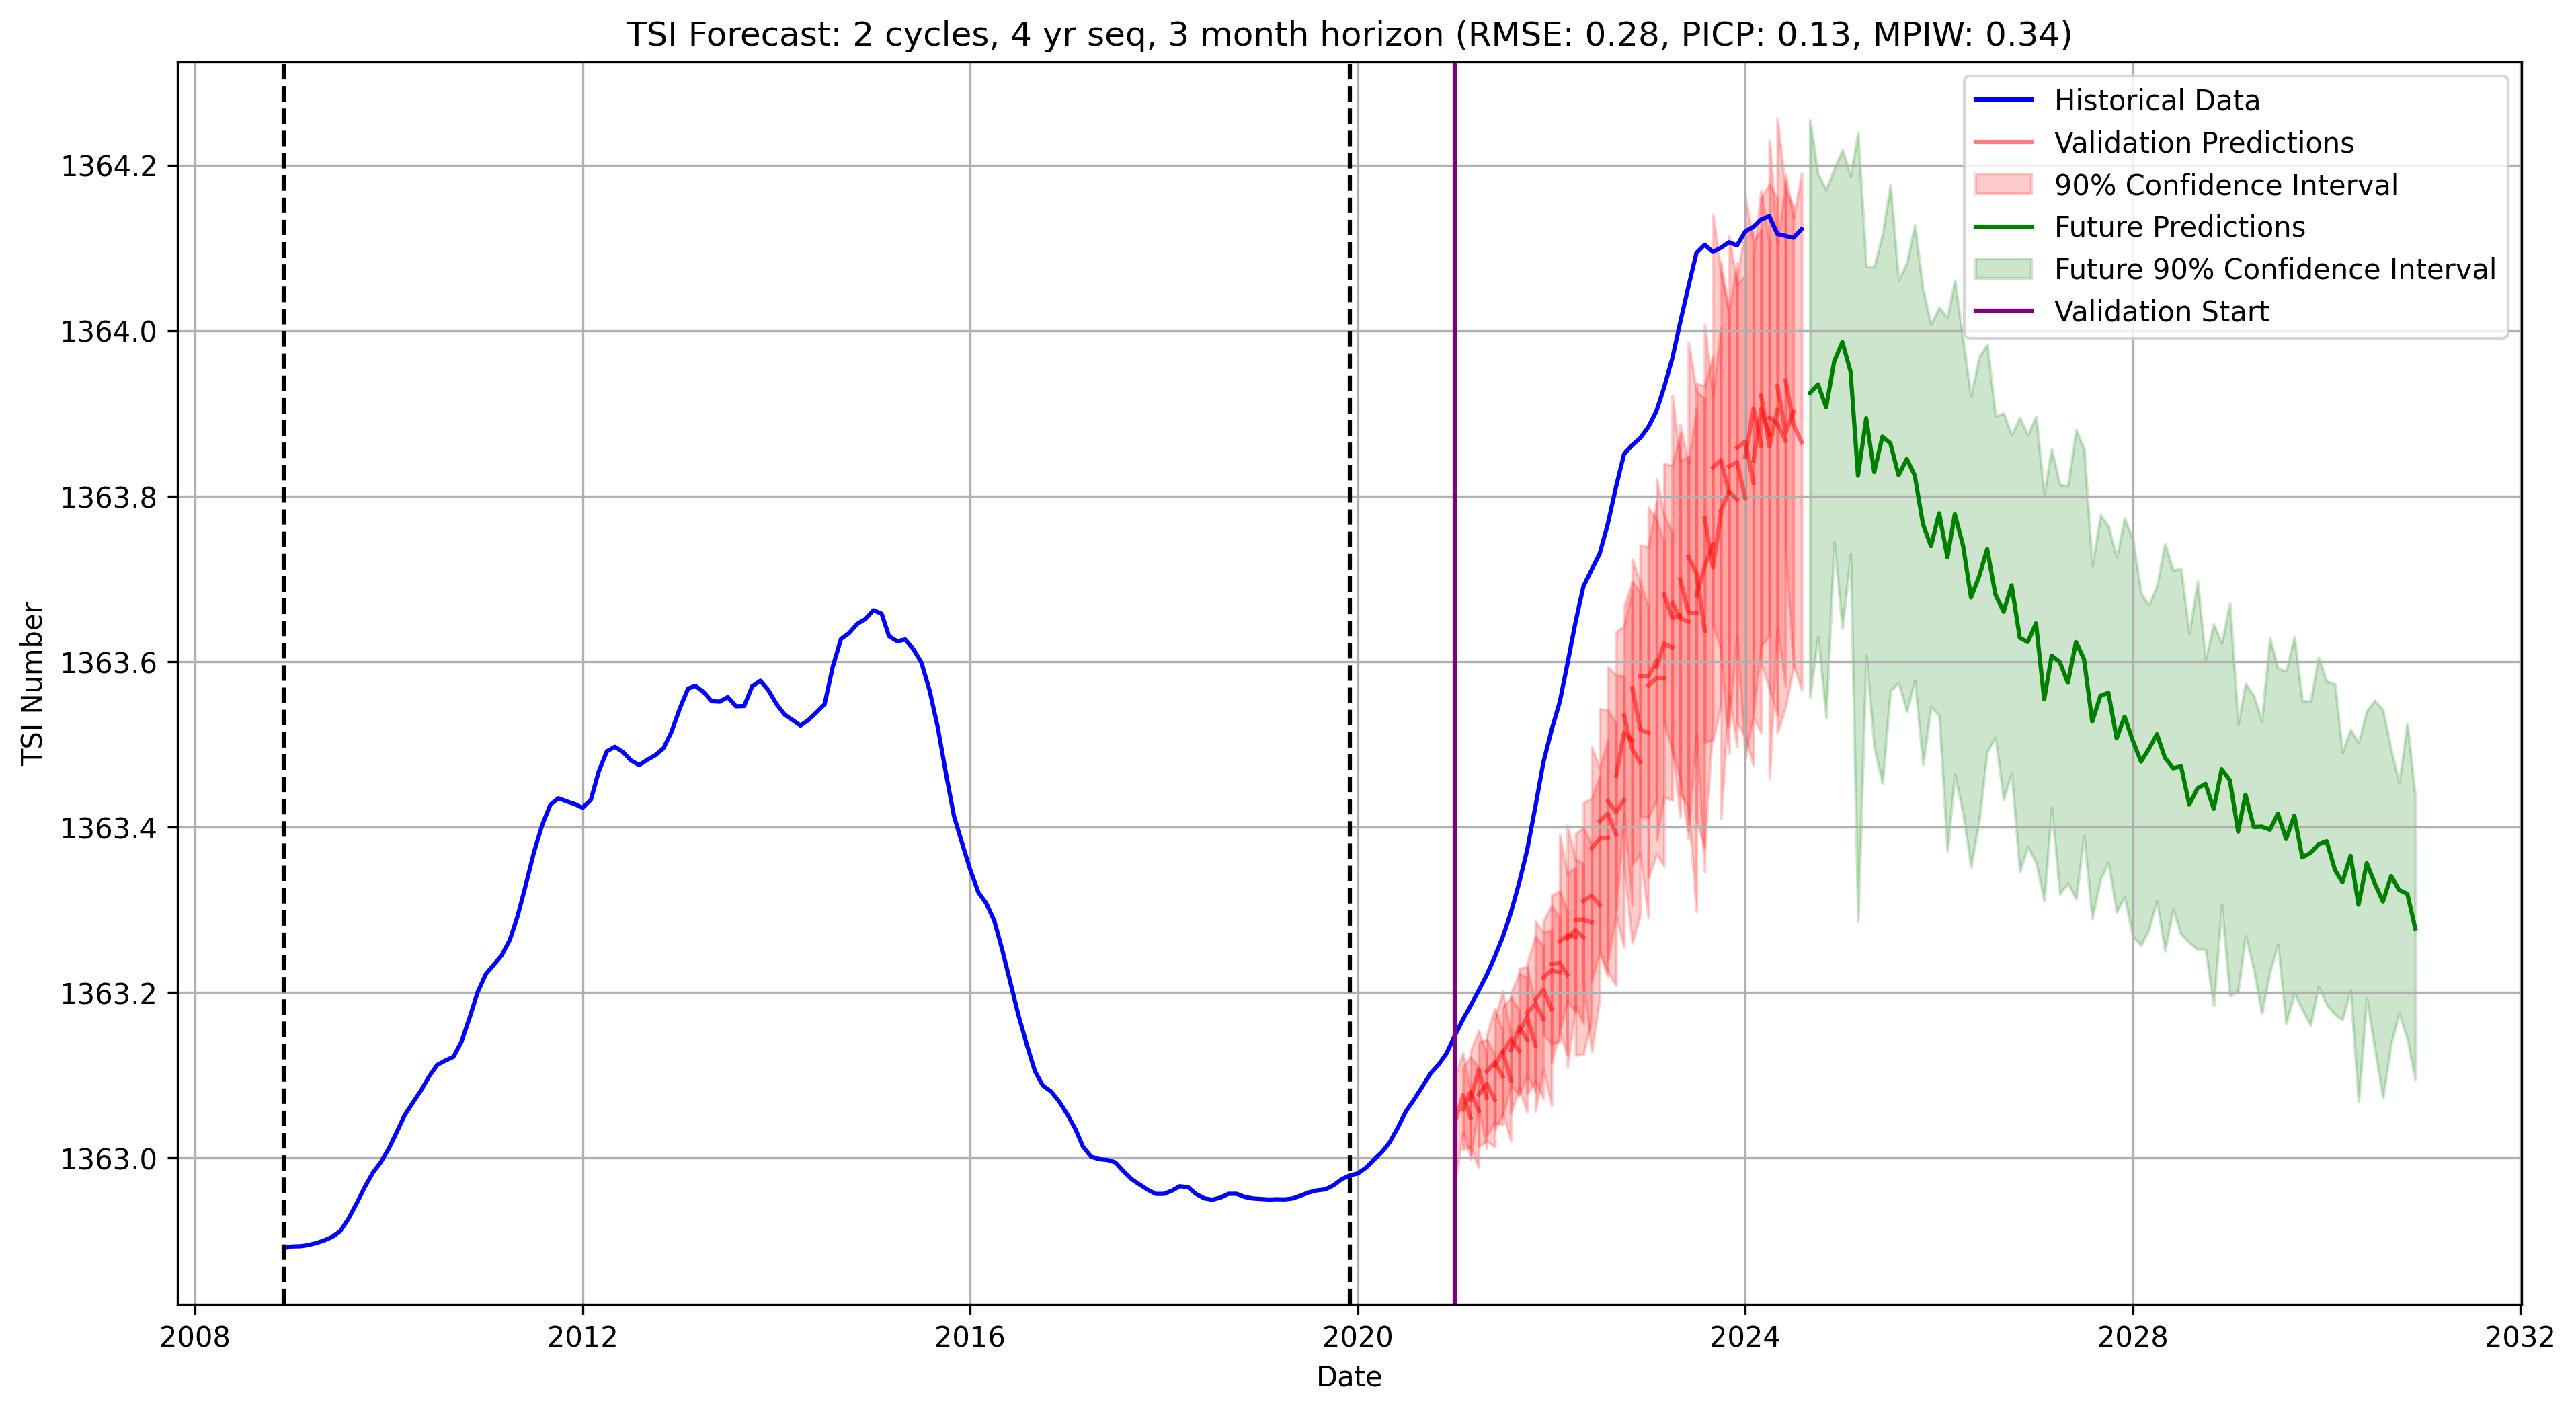 TSI Forecast: 2 cycles, 4 yr seq, 3 month horizon (RMSE: 0.28, PICP: 0.13, MPIW: 0.34)
Historical Data
Validation Predictions
90% Confidence Interval
Future Predictions
Future 90% Confidence Interval
Validation Start
TSI Number
1364.2
1364.0
1363.8
1363.6
1363.4
1363.2
1363.0
2008
2012
2016
2020
2024
2028
2032
Date